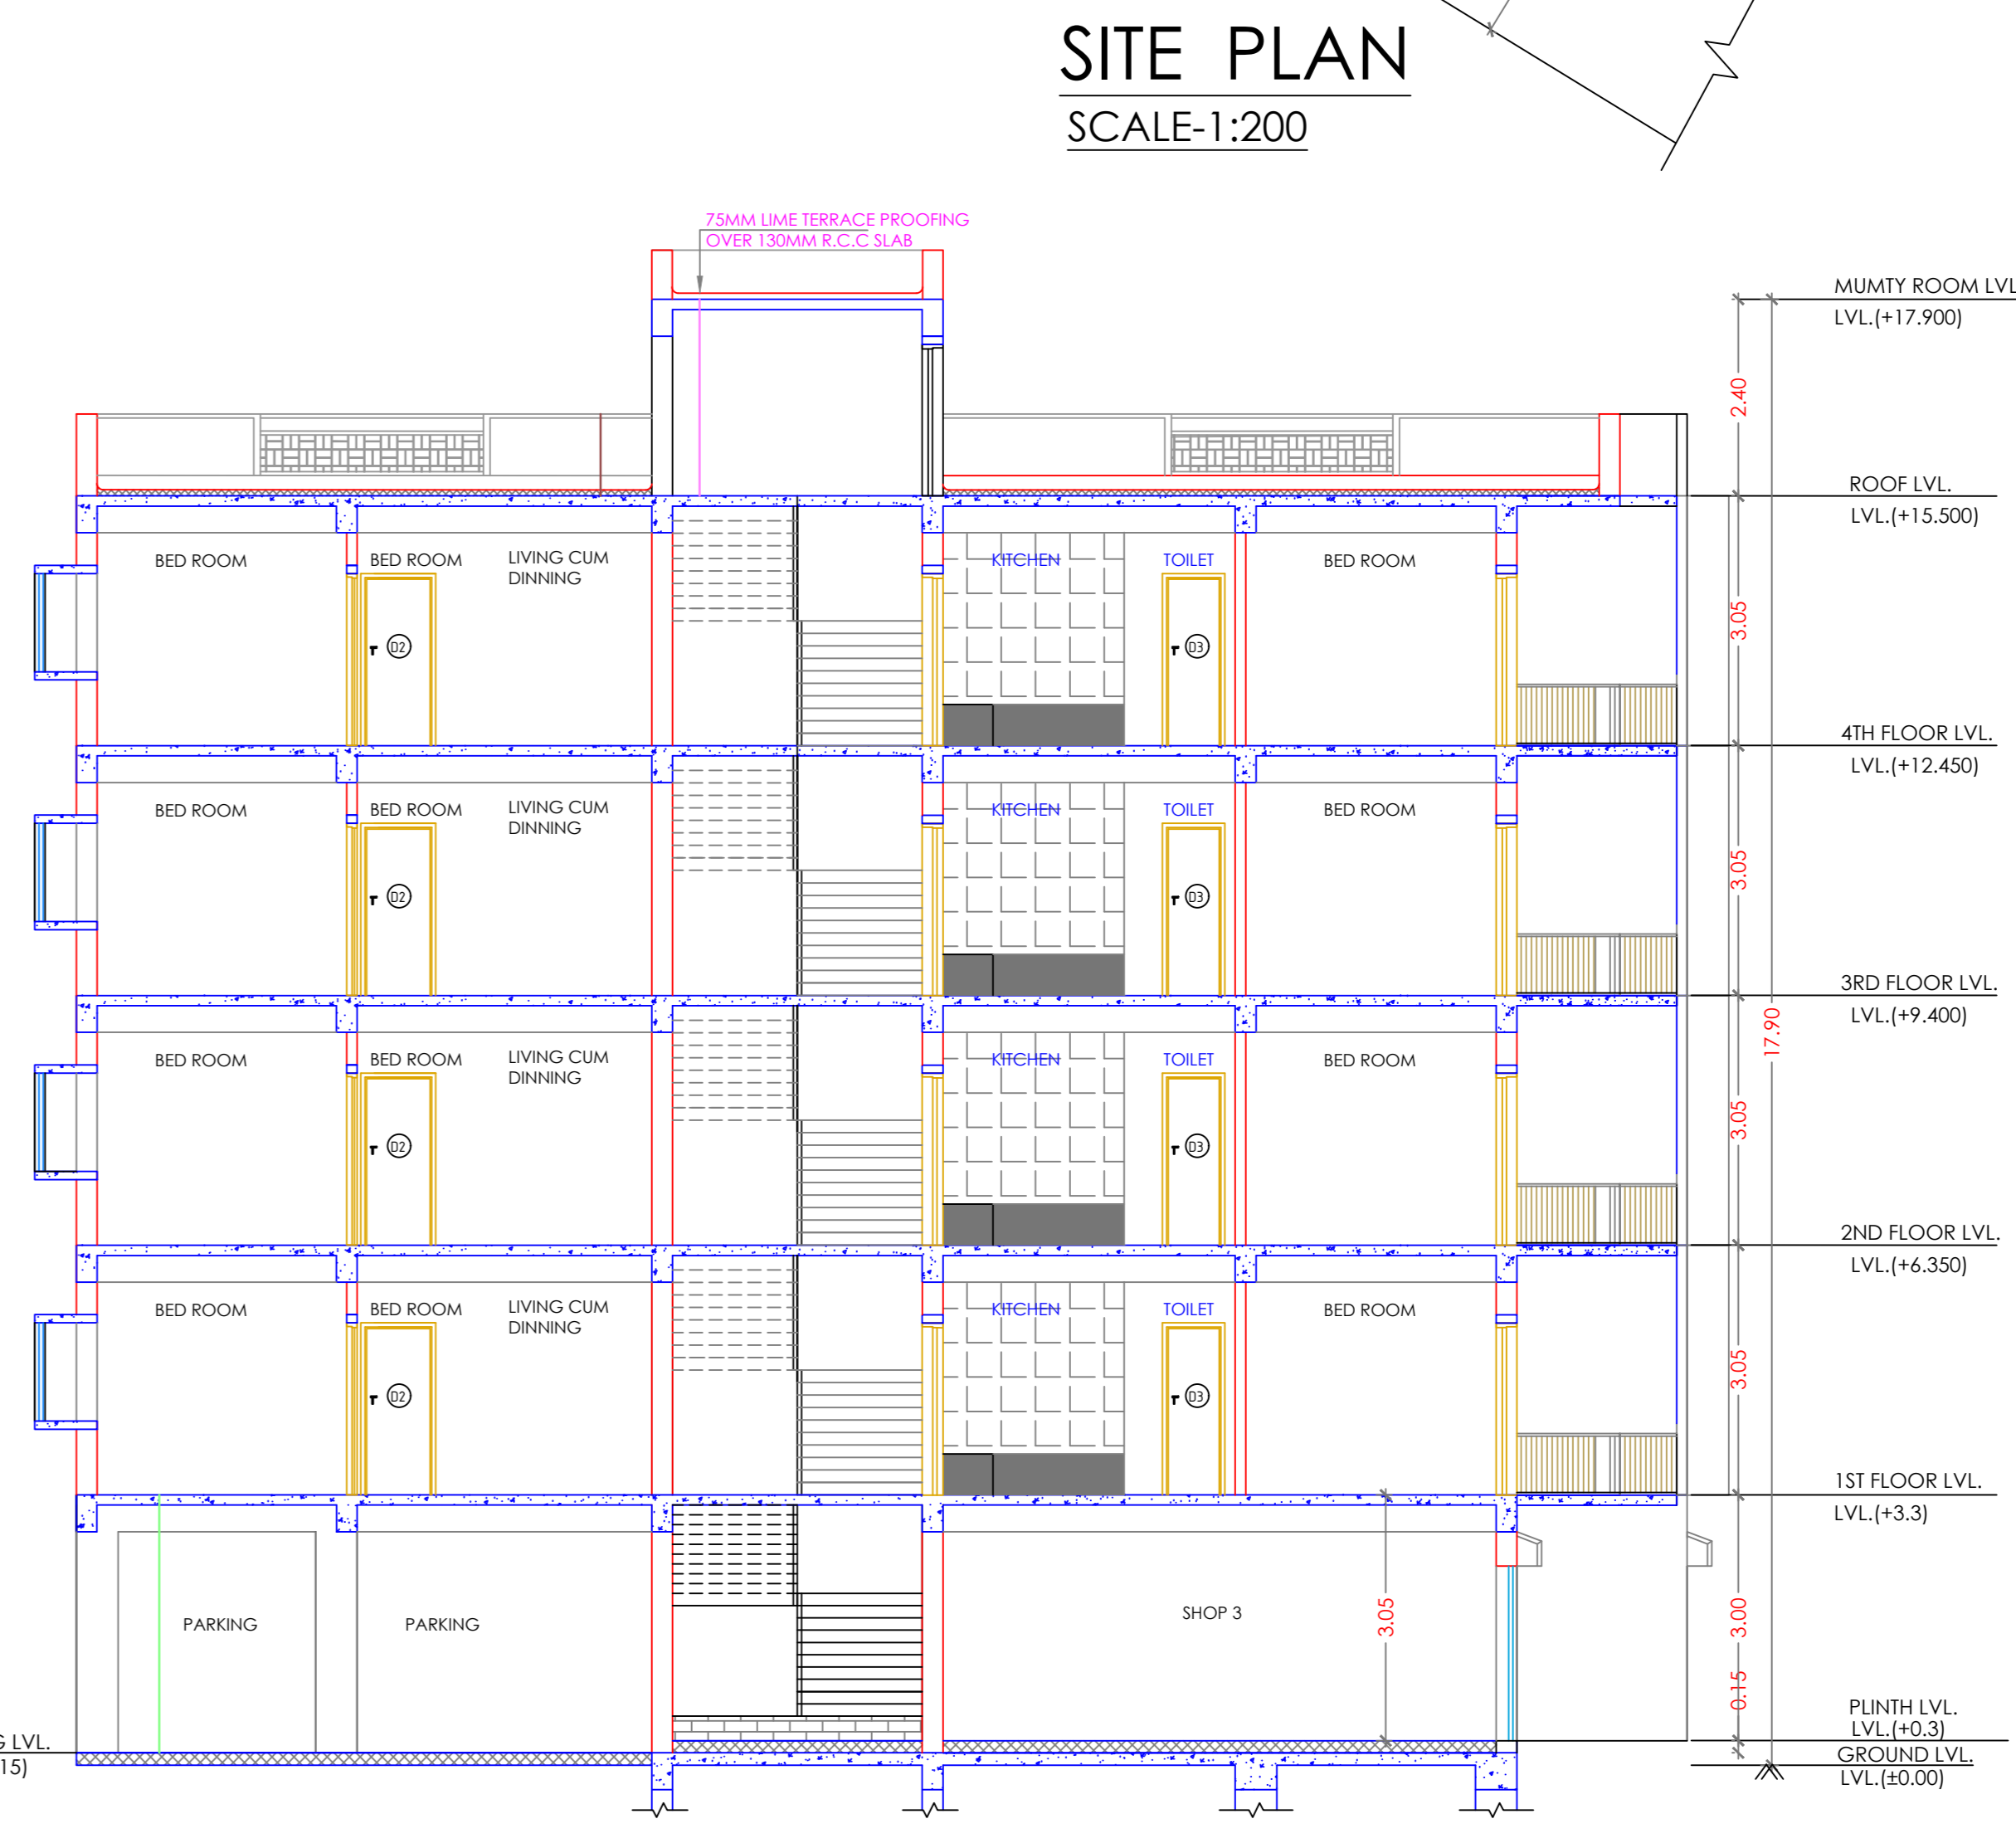 SITE PLAN
SCALE-1:200
75MM LIME TERRACE PROOFING
OVER 130MM R.C.C SLAB
MUMTY ROOM LVL
LVL.(+17.900)
2.40
ROOF LVL.
LVL.(+15.500)
BED ROOM
BED ROOM
LIVING CUM
DINNING
KITCHEN
TOILET
BED ROOM
D2
D3
3.05
4TH FLOOR LVL.
LVL.(+12.450)
BED ROOM
BED ROOM
LIVING CUM
DINNING
KITCHEN
TOILET
BED ROOM
D2
D3
3.05
3RD FLOOR LVL.
LVL.(+9.400)
17.90
BED ROOM
BED ROOM
LIVING CUM
DINNING
KITCHEN
TOILET
BED ROOM
D2
D3
3.05
2ND FLOOR LVL.
LVL.(+6.350)
BED ROOM
BED ROOM
LIVING CUM
DINNING
KITCHEN
TOILET
BED ROOM
D2
D3
3.05
1ST FLOOR LVL.
LVL.(+3.3)
PARKING
PARKING
SHOP 3
3.05
3.00
0.15
PLINTH LVL.
LVL.(+0.3)
G LVL.
15)
GROUND LVL.
LVL.(±0.00)